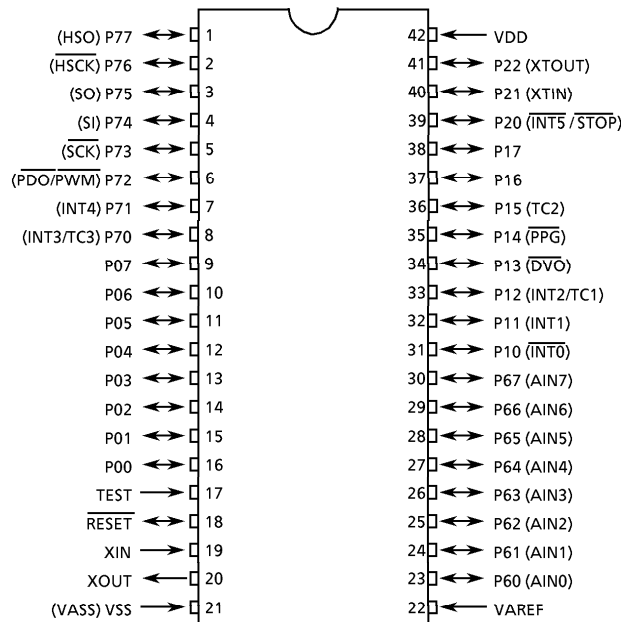 (HSO) P77 1 42 VDD
(HSCK) P76 2 41 P22 (XTOUT)
(SO) P75 3 40 P21 (XTIN)
(SI) P74 4 39 P20 (INT5 / STOP)
(SCK) P73 5 38 P17
(PDO/PWM) P72 6 37 P16
(INT4) P71 7 36 P15 (TC2)
(INT3/TC3) P70 8 35 P14 (PPG)
P07 9 34 P13 (DVO)
P06 10 33 P12 (INT2/TC1)
P05 11 32 P11 (INT1)
P04 12 31 P10 (INT0)
P03 13 30 P67 (AIN7)
P02 14 29 P66 (AIN6)
P01 15 28 P65 (AIN5)
P00 16 27 P64 (AIN4)
TEST 17 26 P63 (AIN3)
RESET 18 25 P62 (AIN2)
XIN 19 24 P61 (AIN1)
XOUT 20 23 P60 (AIN0)
(VASS) VSS 21 22 VAREF